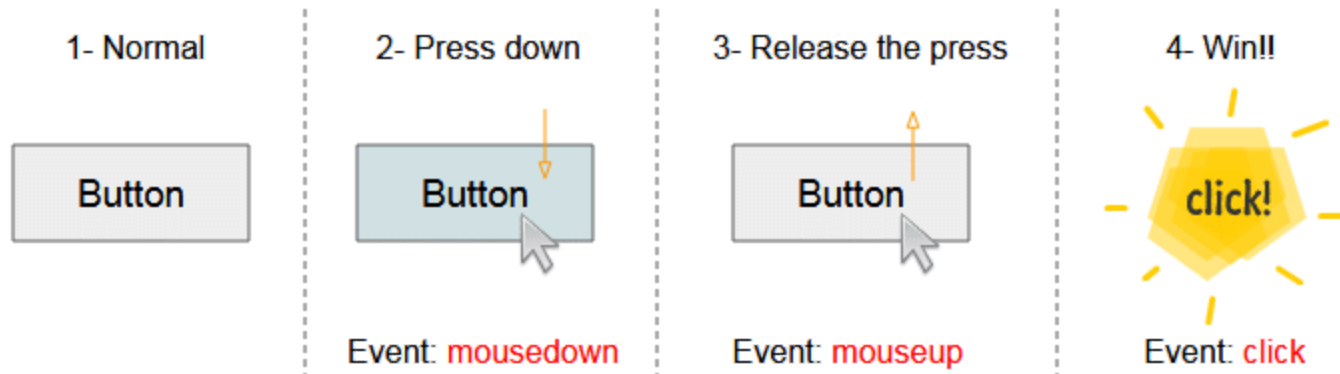 1- Normal
Button
2- Press down
Button
Event: mousedown
3- Release the press
Button
Event: mouseup
4- Win!!
click!
Event: click